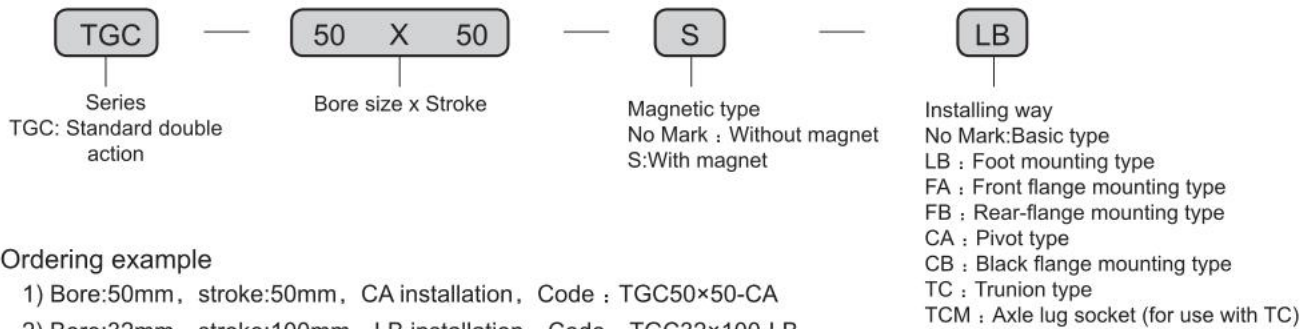 TGC — 50 X 50 — S — LB
Series
TGC: Standard double
action
Bore size x Stroke
Magnetic type
No Mark：Without magnet
S:With magnet
Installing way
No Mark:Basic type
LB：Foot mounting type
FA：Front flange mounting type
FB：Rear-flange mounting type
CA：Pivot type
CB：Black flange mounting type
TC：Trunion type
TCM：Axle lug socket (for use with TC)
Ordering example
1) Bore:50mm，stroke:50mm，CA installation，Code：TGC50×50-CA
2) Bore:32mm，stroke:100mm，LB installation，Code：TGC32×100-LB